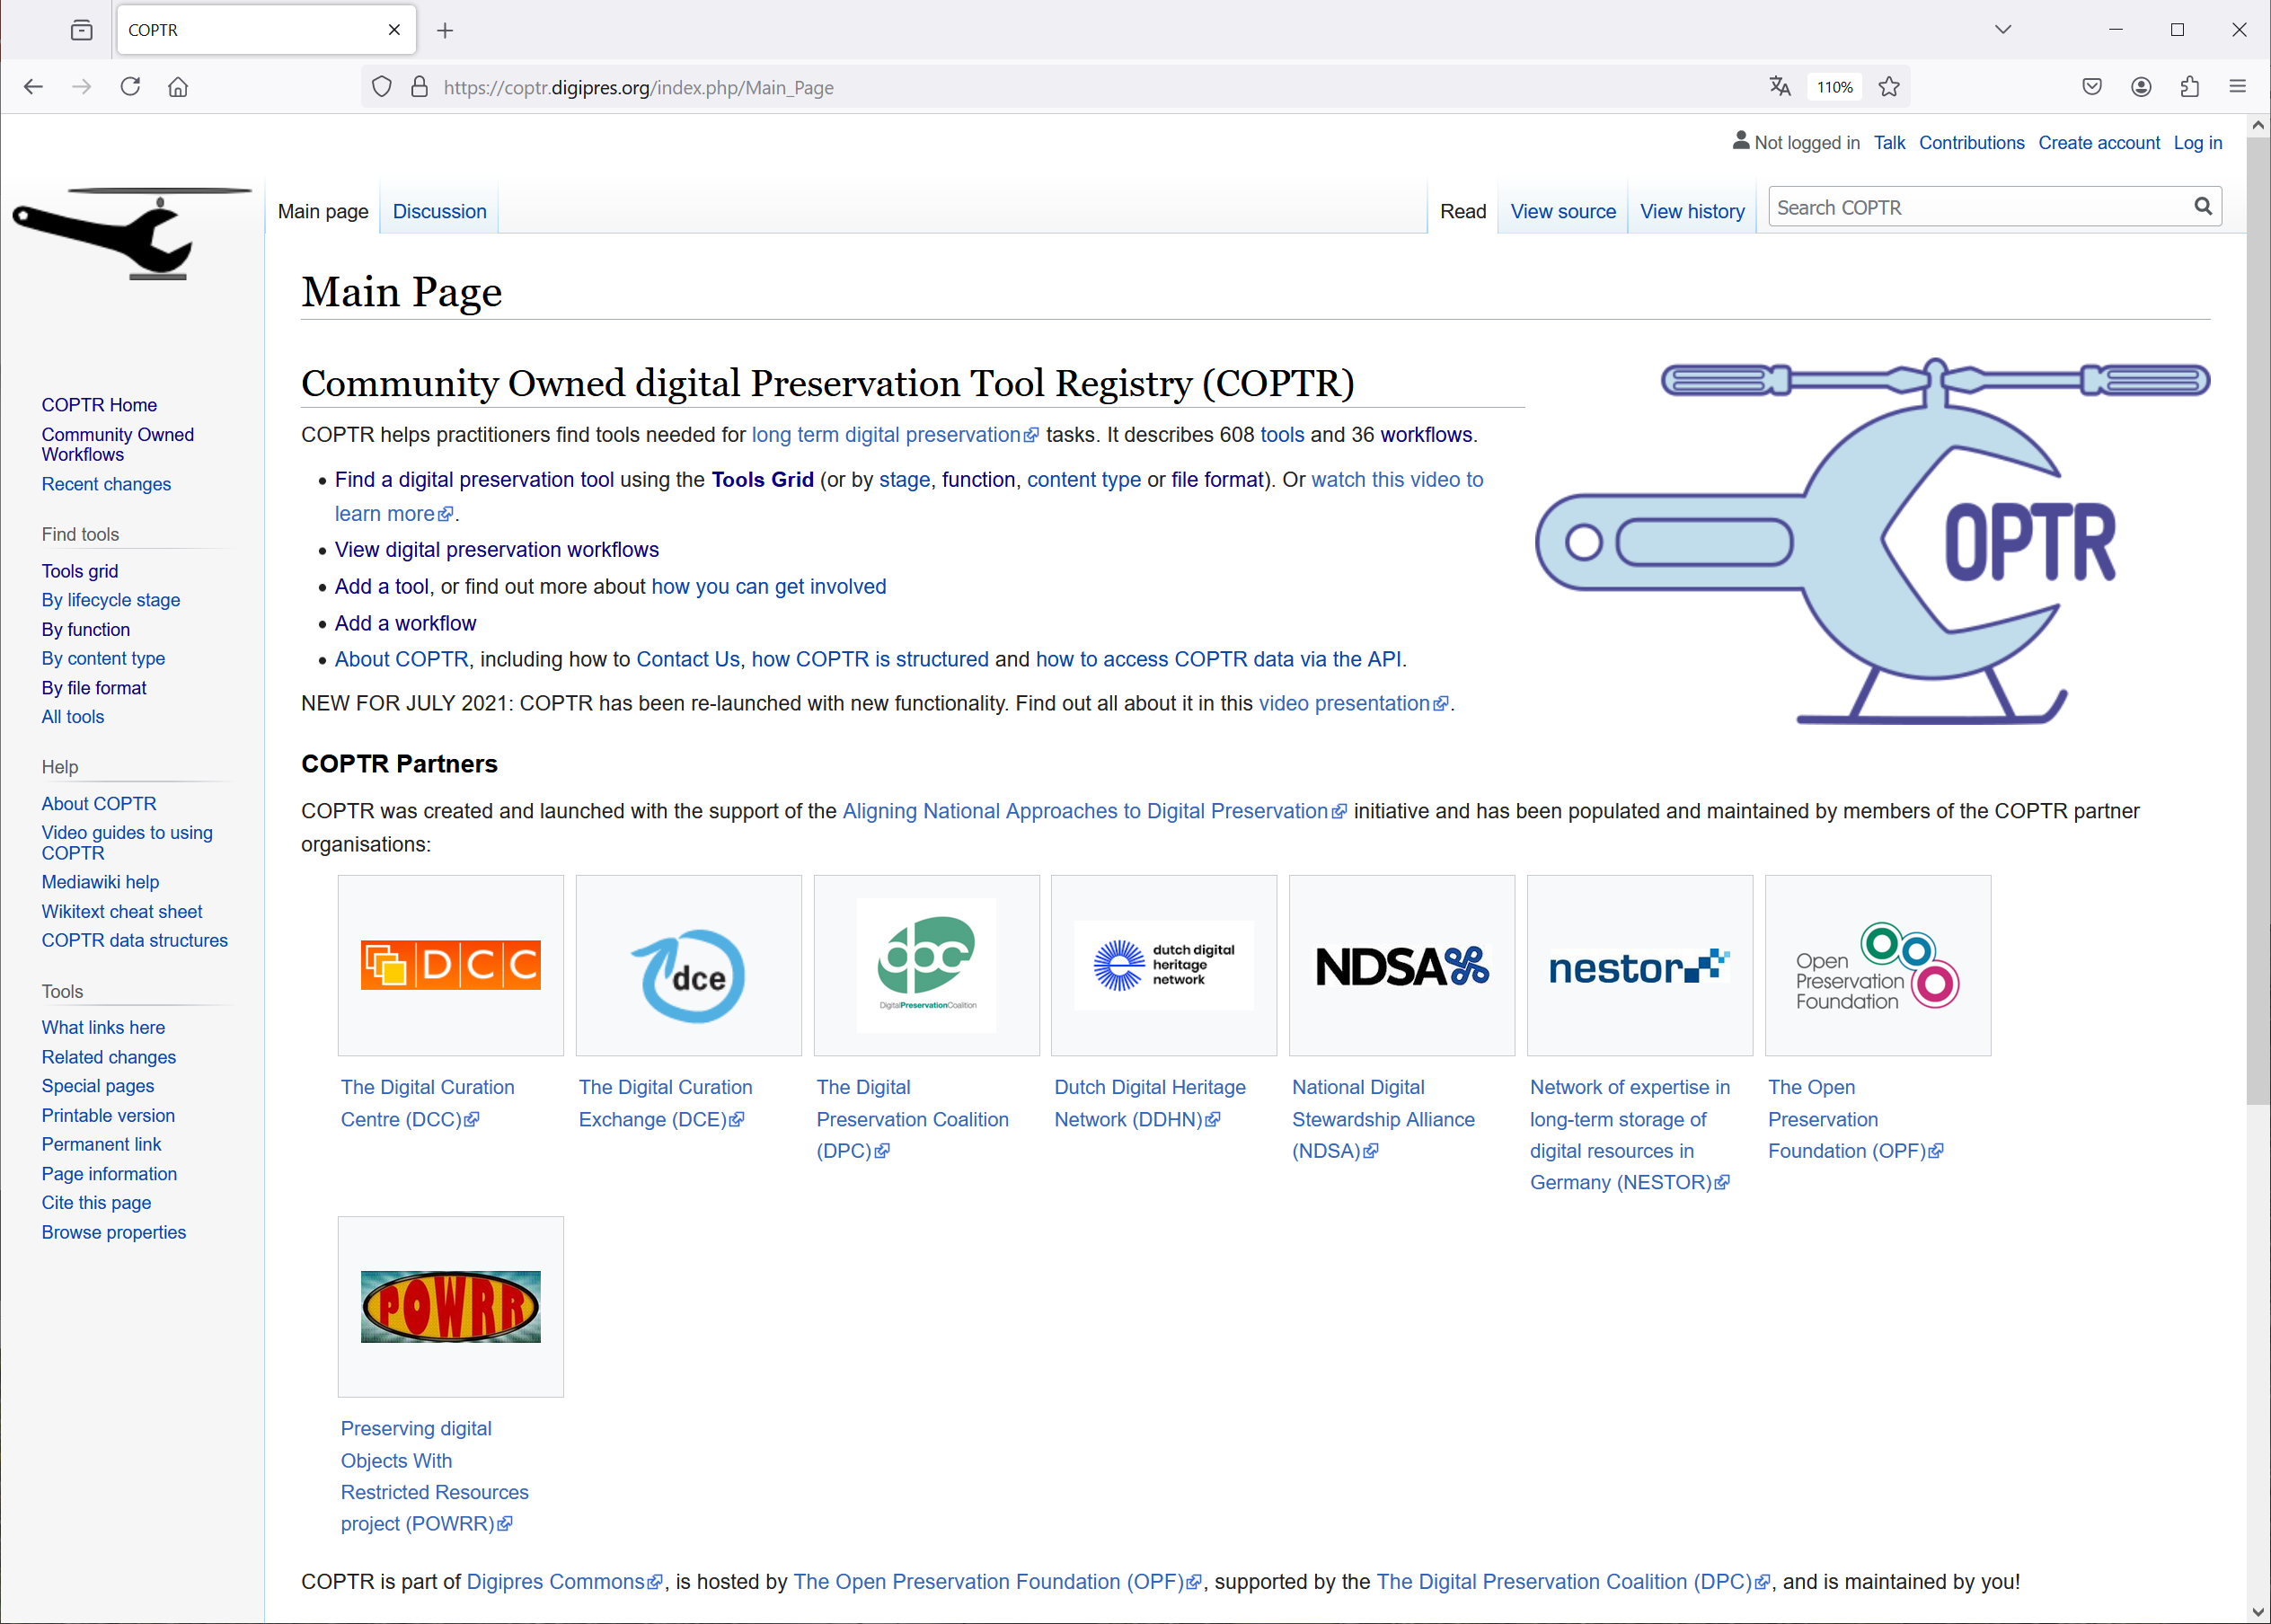 COPTR
https://coptr.digipres.org/index.php/Main_Page
110%
Not logged in Talk Contributions Create account Log in
Main page Discussion Read View source View history Search COPTR
Main Page
COPTR Home
Community Owned
Workflows
Recent changes
Find tools
Tools grid
By lifecycle stage
By function
By content type
By file format
All tools
Help
About COPTR
Video guides to using
COPTR
Mediawiki help
Wikitext cheat sheet
COPTR data structures
Tools
What links here
Related changes
Special pages
Printable version
Permanent link
Page information
Cite this page
Browse properties
Community Owned digital Preservation Tool Registry (COPTR)
COPTR helps practitioners find tools needed for long term digital preservation tasks. It describes 608 tools and 36 workflows.
• Find a digital preservation tool using the Tools Grid (or by stage, function, content type or file format). Or watch this video to
learn more.
• View digital preservation workflows
• Add a tool, or find out more about how you can get involved
• Add a workflow
• About COPTR, including how to Contact Us, how COPTR is structured and how to access COPTR data via the API.
NEW FOR JULY 2021: COPTR has been re-launched with new functionality. Find out all about it in this video presentation.
OPTR
COPTR Partners
COPTR was created and launched with the support of the Aligning National Approaches to Digital Preservation initiative and has been populated and maintained by members of the COPTR partner
organisations:
DCC
dce
dpc
DigitalPreservationCoalition
dutch digital
heritage
network
NDSA
nestor
Open
Preservation
Foundation
The Digital Curation
Centre (DCC)
The Digital Curation
Exchange (DCE)
The Digital
Preservation Coalition
(DPC)
Dutch Digital Heritage
Network (DDHN)
National Digital
Stewardship Alliance
(NDSA)
Network of expertise in
long-term storage of
digital resources in
Germany (NESTOR)
The Open
Preservation
Foundation (OPF)
POWRR
Preserving digital
Objects With
Restricted Resources
project (POWRR)
COPTR is part of Digipres Commons, is hosted by The Open Preservation Foundation (OPF), supported by the The Digital Preservation Coalition (DPC), and is maintained by you!